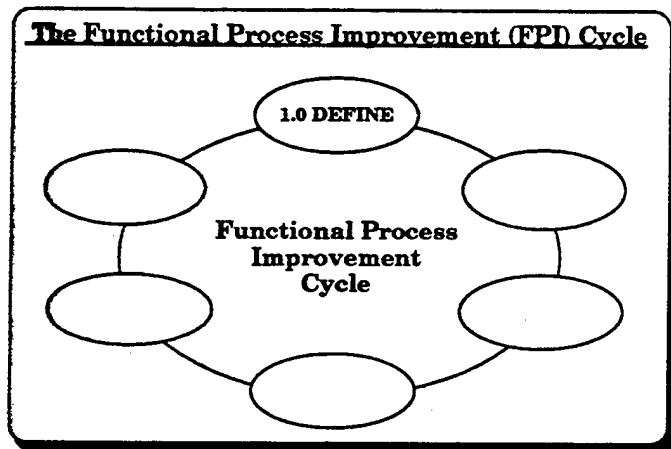 The Functional Process Improvement (FPI) Cycle
1.0 DEFINE
Functional Process
Improvement
Cycle